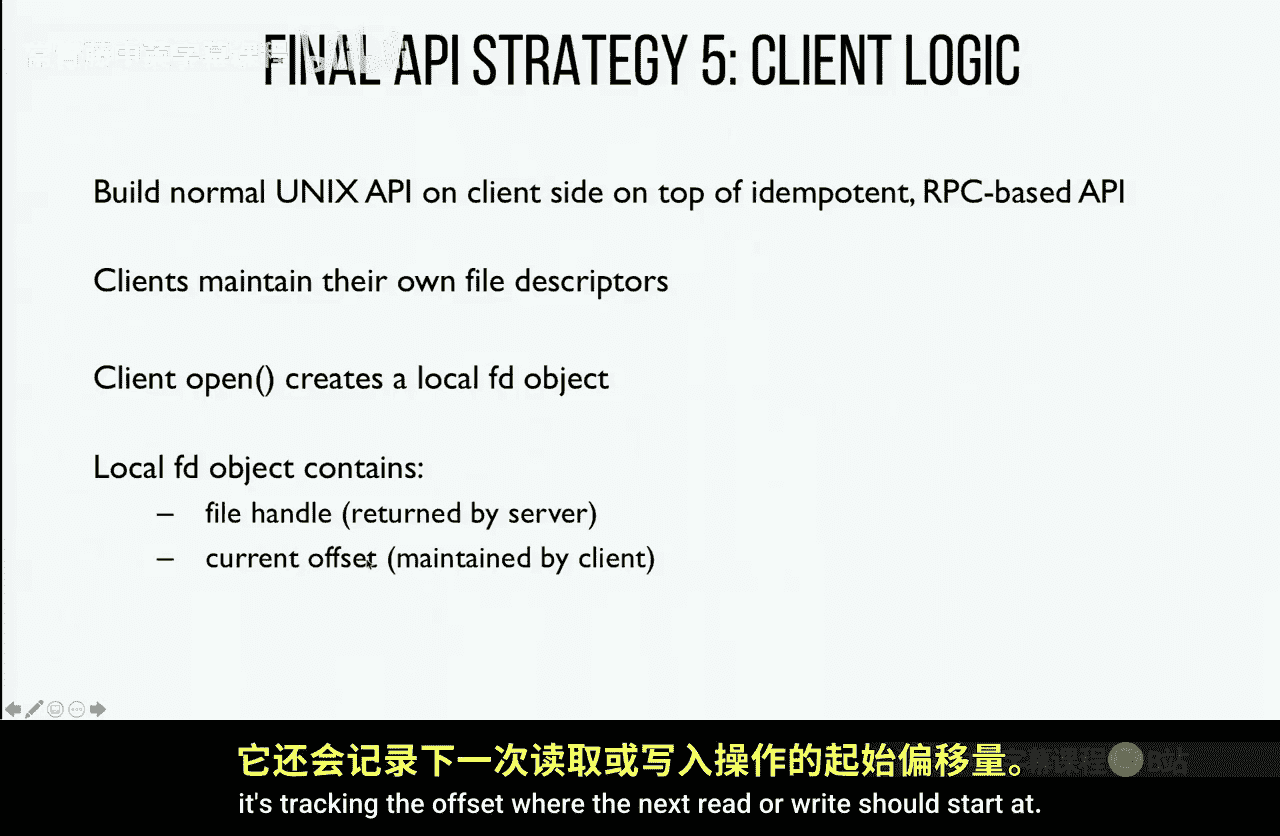 FINAL API STRATEGY 5: CLIENT LOGIC
Build normal UNIX API on client side on top of idempotent, RPC-based API
Clients maintain their own file descriptors
Client open() creates a local fd object
Local fd object contains:
– file handle (returned by server)
– current offset (maintained by client)
它还会记录下一次读取或写入操作的起始偏移量。
it's tracking the offset where the next read or write should start at.